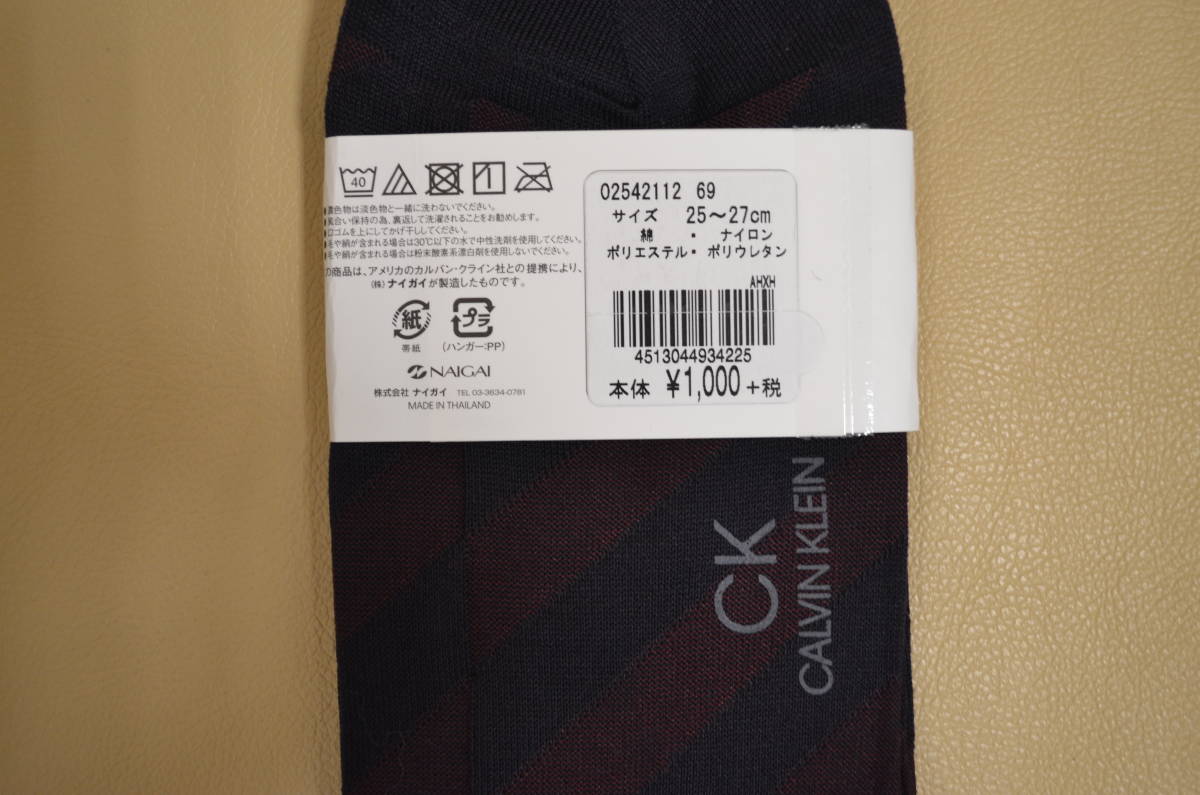 40
濃色物は淡色物と一緒に洗わないでください。
風合い保持の為、裏返して洗濯されることをお勧めします。
口ゴムを上にしてかげ干ししてください。
毛や絹が含まれる場合は30℃以下の水で中性洗剤を使用してください。
毛や絹が含まれる場合は粉末酸素系漂白剤を使用しないでください。
の商品は、アメリカのカルバン・クライン社との提携により、
(株) ナイガイが製造したものです。
紙
プラ
帯紙
(ハンガー:PP)
NAIGAI
株式会社 ナイガイ TEL 03-3634-0781
MADE IN THAILAND
02542112 69
サイズ 25～27cm
綿 ・ ナイロン
ポリエステル・ポリウレタン
AHXH
4513044934225
本体 ¥1,000 +税
CK
CALVIN KLEIN